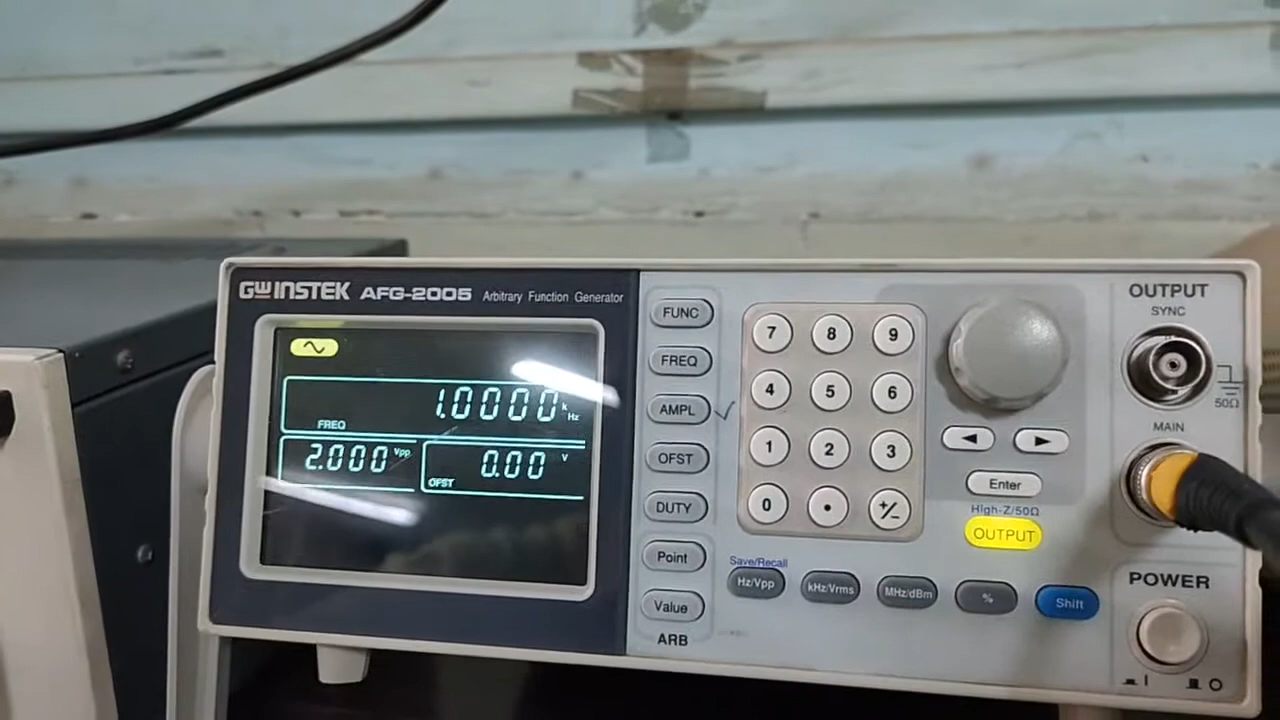 GWINSTEK AFG-2005 Arbitrary Function Generator
1.0000 kHz
FREQ
2.000 Vpp
0.00 V
OFST
FUNC
FREQ
AMPL
OFST
DUTY
Point
Value
ARB
7 8 9
4 5 6
1 2 3
0 • +/-
◄ ►
Enter
High-Z/50Ω
OUTPUT
Save/Recall
Hz/Vpp kHz/Vrms MHz/dBm % Shift
OUTPUT
SYNC
50Ω
MAIN
POWER
I O